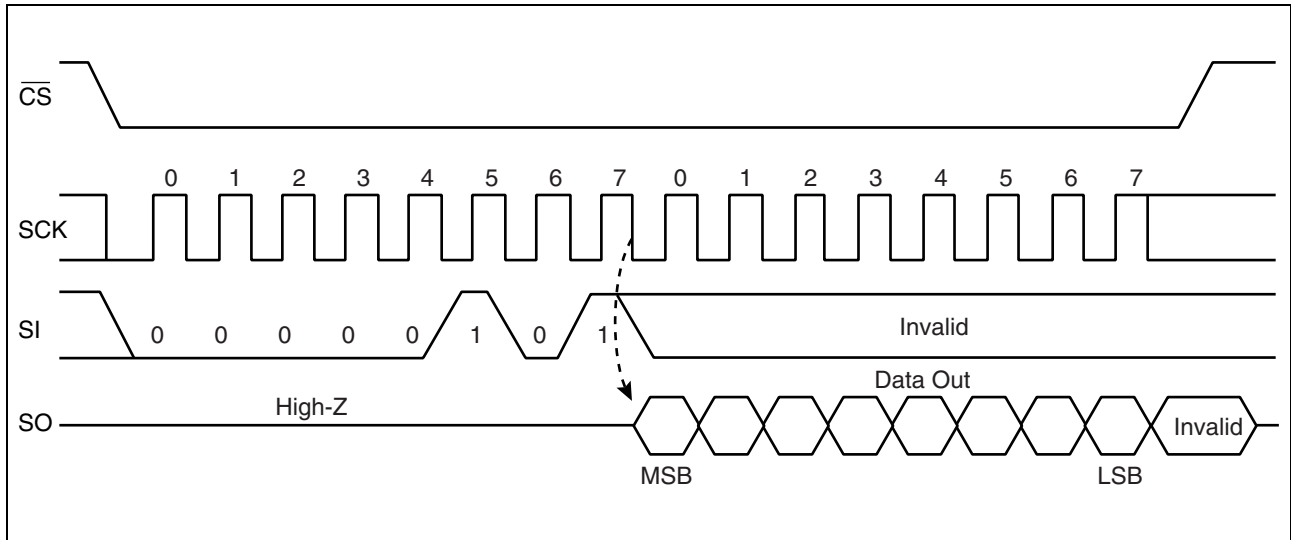 C̅S̅
0 1 2 3 4 5 6 7 0 1 2 3 4 5 6 7
SCK
SI 0 0 0 0 0 1 0 1 Invalid
Data Out
High-Z
SO Invalid
MSB LSB